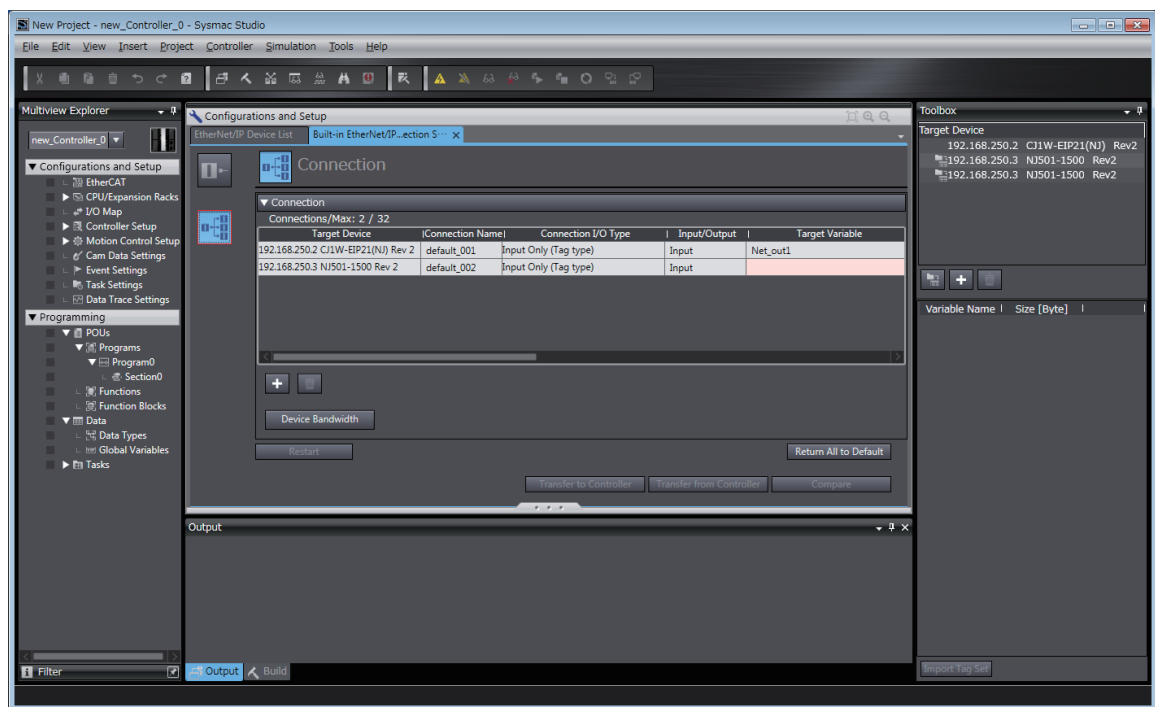 New Project - new_Controller_0 - Sysmac Studio
File Edit View Insert Project Controller Simulation Tools Help
Multiview Explorer
new_Controller_0
Configurations and Setup
EtherCAT
CPU/Expansion Racks
I/O Map
Controller Setup
Motion Control Setup
Cam Data Settings
Event Settings
Task Settings
Data Trace Settings
Programming
POUs
Programs
Program0
Section0
Functions
Function Blocks
Data
Data Types
Global Variables
Tasks
Filter
Configurations and Setup
EtherNet/IP Device List Built-in EtherNet/IP...ection S...
Connection
Connection
Connections/Max: 2 / 32
Target Device Connection Name Connection I/O Type Input/Output Target Variable
192.168.250.2 CJ1W-EIP21(NJ) Rev 2 default_001 Input Only (Tag type) Input Net_out1
192.168.250.3 NJ501-1500 Rev 2 default_002 Input Only (Tag type) Input
Device Bandwidth
Restart Return All to Default
Transfer to Controller Transfer from Controller Compare
Output
Output Build
Toolbox
Target Device
192.168.250.2 CJ1W-EIP21(NJ) Rev2
192.168.250.3 NJ501-1500 Rev2
192.168.250.3 NJ501-1500 Rev2
Variable Name Size [Byte]
Import Tag Set